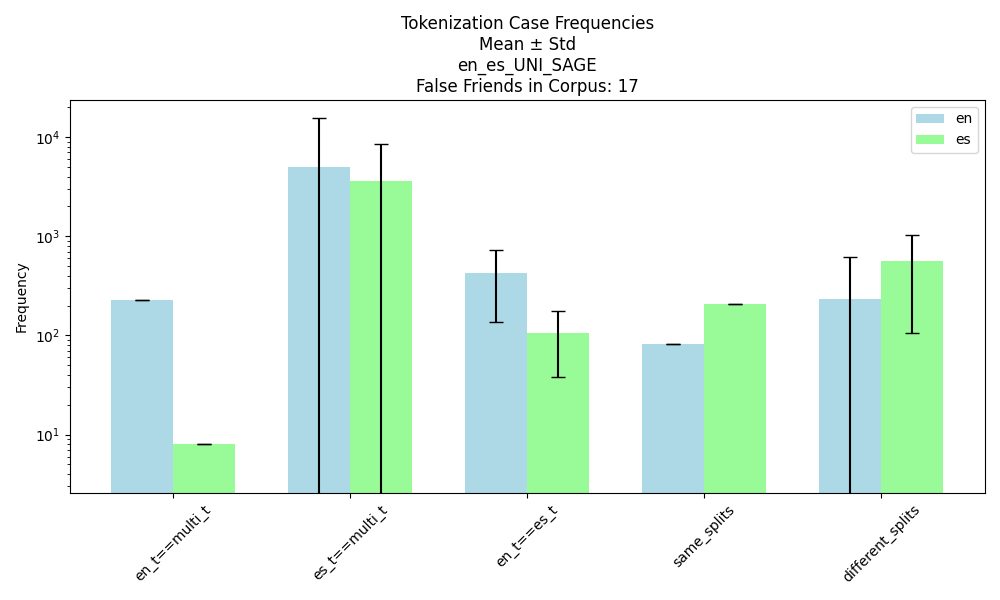 Tokenization Case Frequencies
Mean ± Std
en_es_UNI_SAGE
False Friends in Corpus: 17
en
es
Frequency
10⁴
10³
10²
10¹
en_t==multi_t
es_t==multi_t
en_t==es_t
same_splits
different_splits